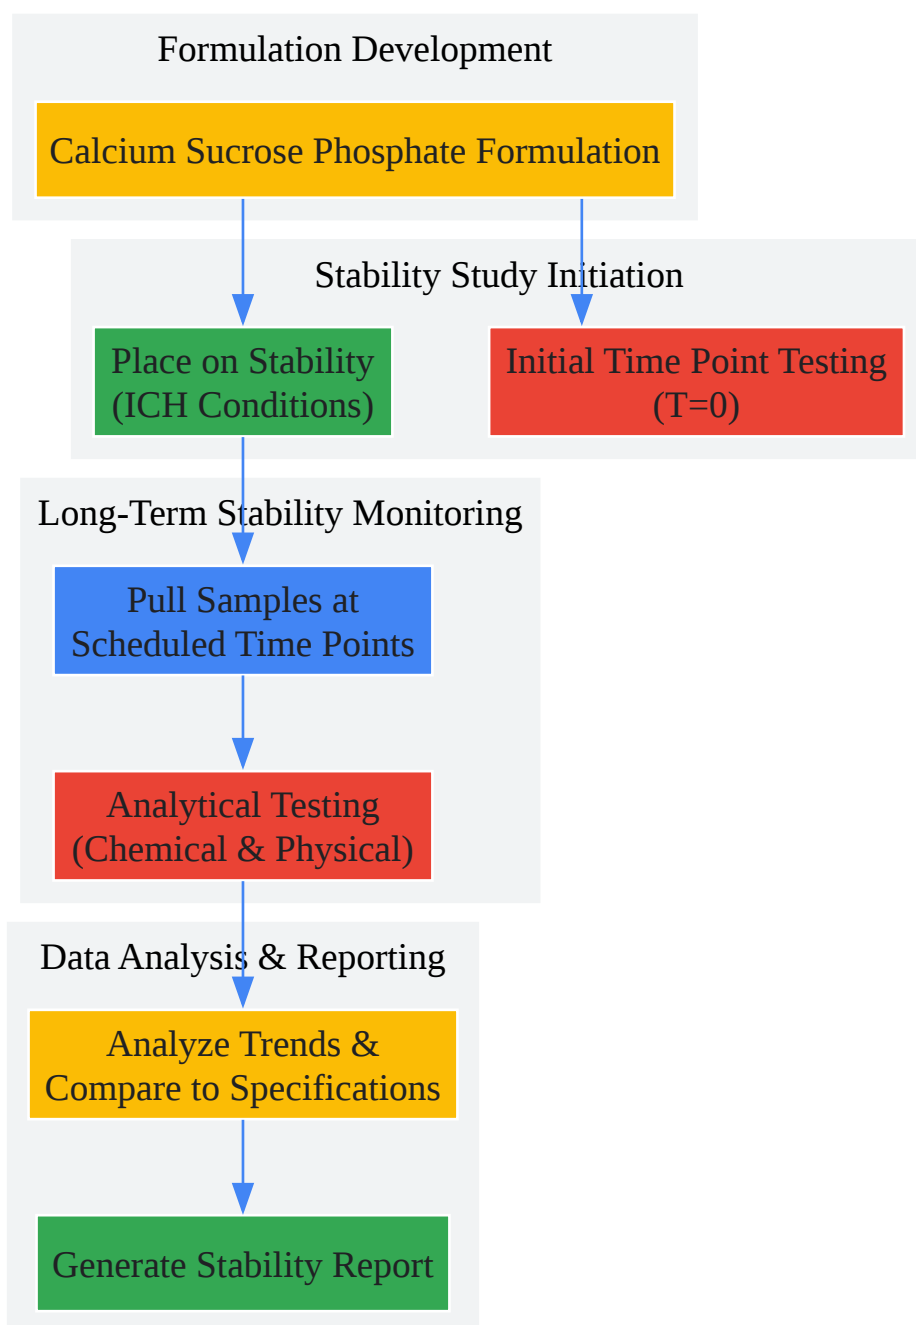 Formulation Development
Calcium Sucrose Phosphate Formulation
Stability Study Initiation
Place on Stability
(ICH Conditions)
Initial Time Point Testing
(T=0)
Long-Term Stability Monitoring
Pull Samples at
Scheduled Time Points
Analytical Testing
(Chemical & Physical)
Data Analysis & Reporting
Analyze Trends &
Compare to Specifications
Generate Stability Report